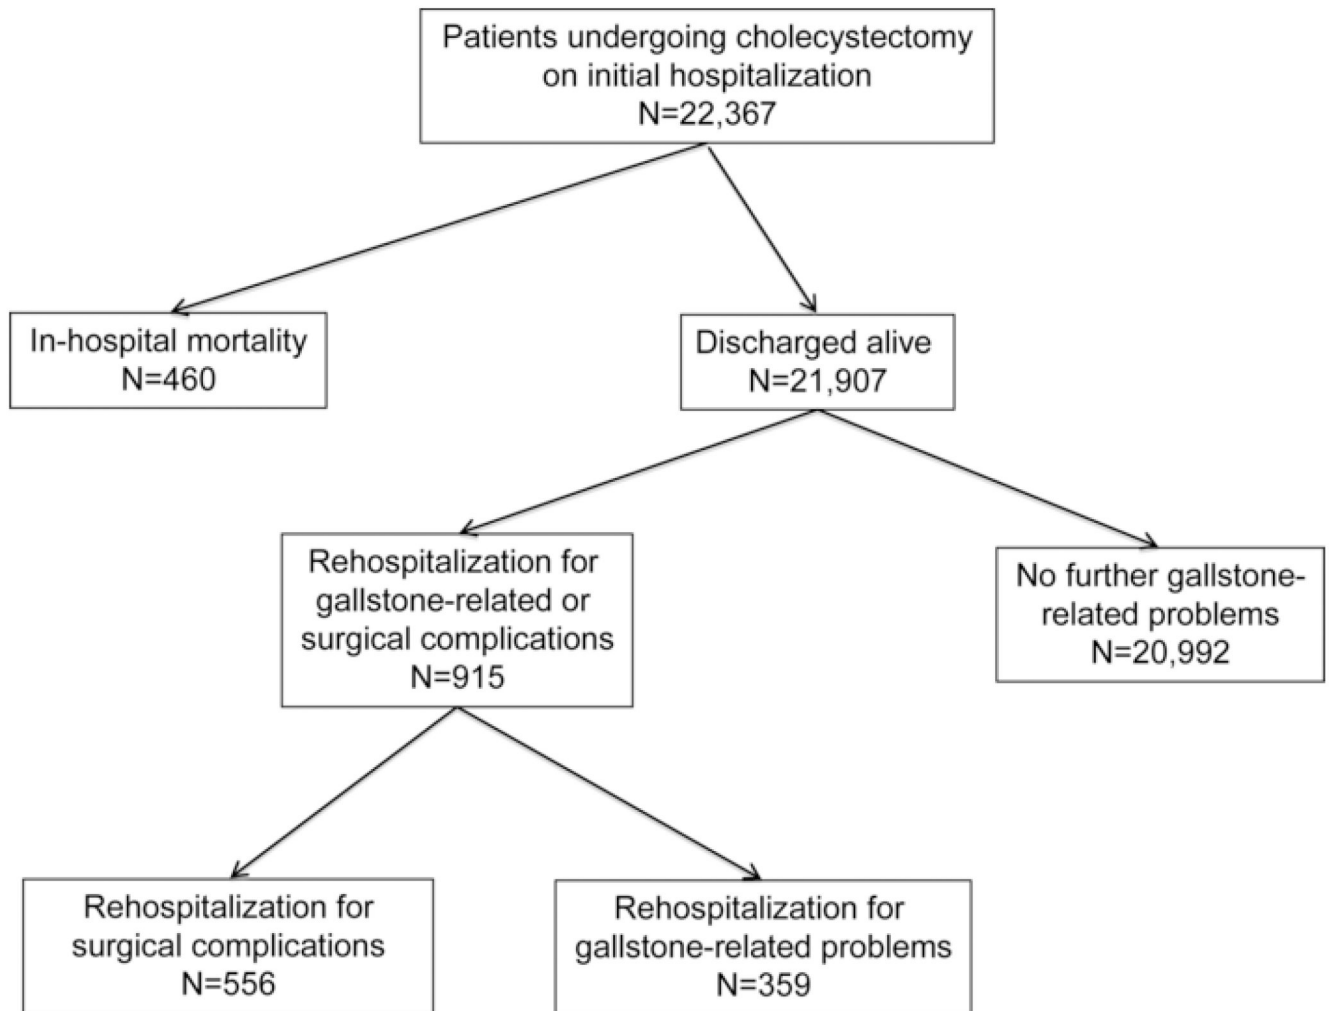 Patients undergoing cholecystectomy
on initial hospitalization
N=22,367
In-hospital mortality
N=460
Discharged alive
N=21,907
Rehospitalization for
gallstone-related or
surgical complications
N=915
No further gallstone-
related problems
N=20,992
Rehospitalization for
surgical complications
N=556
Rehospitalization for
gallstone-related problems
N=359